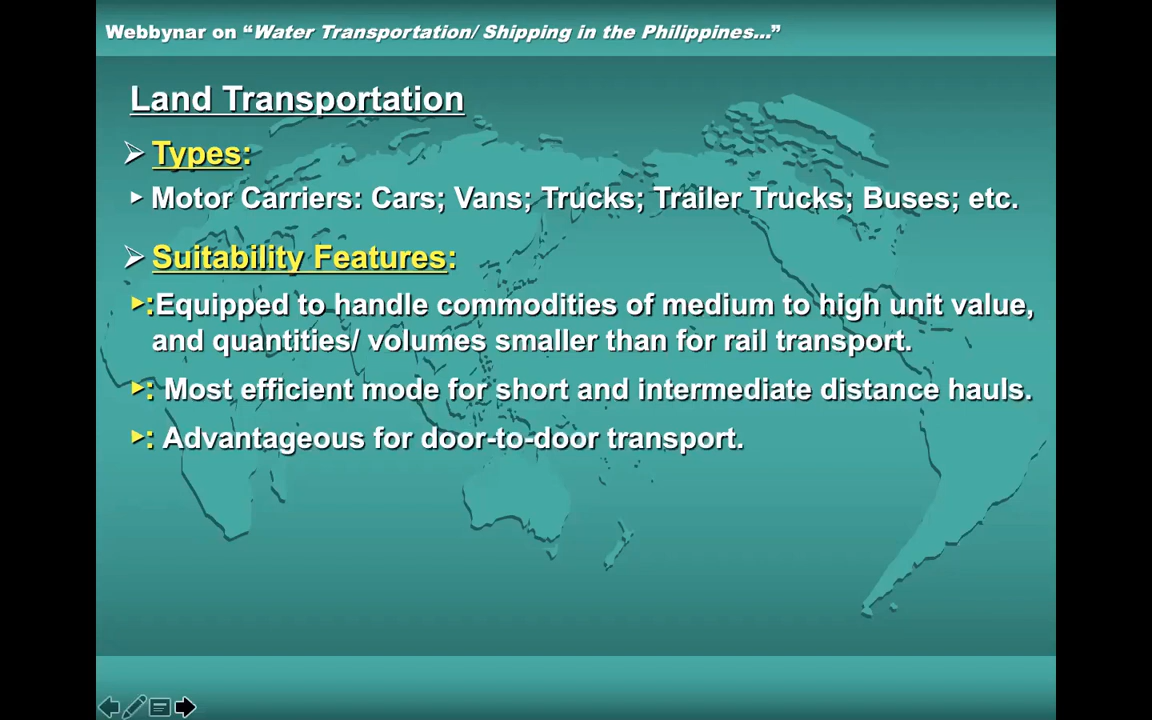 Webbynar on “Water Transportation/ Shipping in the Philippines...”
Land Transportation
Types:
Motor Carriers: Cars; Vans; Trucks; Trailer Trucks; Buses; etc.
Suitability Features:
:Equipped to handle commodities of medium to high unit value,
and quantities/ volumes smaller than for rail transport.
: Most efficient mode for short and intermediate distance hauls.
: Advantageous for door-to-door transport.